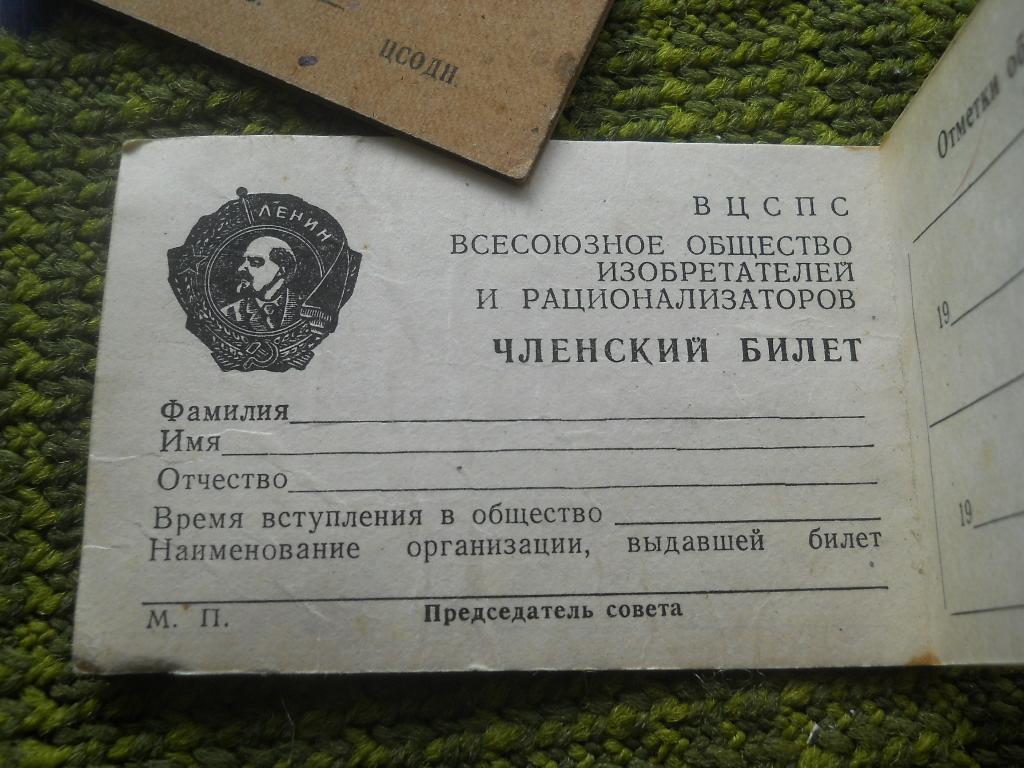 ЦСОДН
ЛЕНИН
ВЦСПС
ВСЕСОЮЗНОЕ ОБЩЕСТВО
ИЗОБРЕТАТЕЛЕЙ
И РАЦИОНАЛИЗАТОРОВ
ЧЛЕНСКИЙ БИЛЕТ
Фамилия
Имя
Отчество
Время вступления в общество
Наименование организации, выдавшей билет
М. П.
Председатель совета
Отметки
19
19